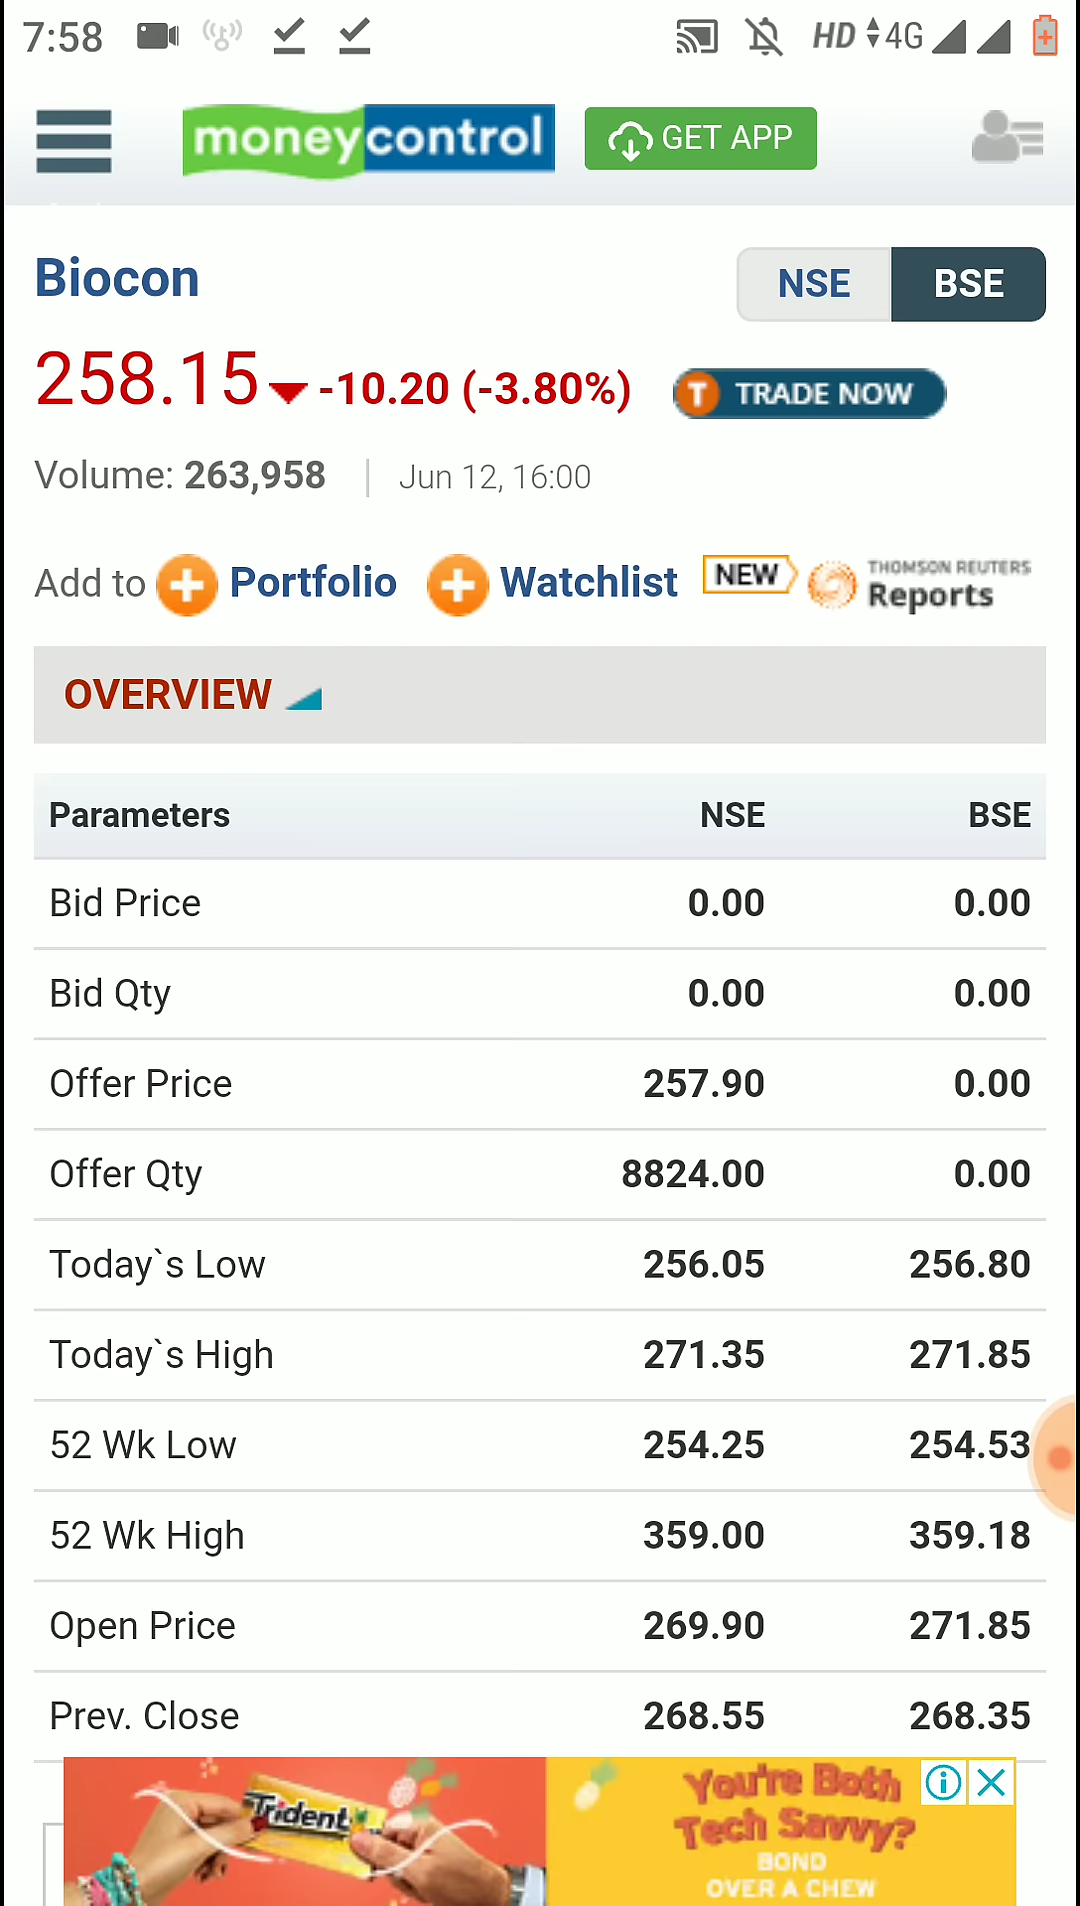 7:58 HD 4G
moneycontrol GET APP
Biocon NSE BSE
258.15 -10.20 (-3.80%) T TRADE NOW
Volume: 263,958 | Jun 12, 16:00
Add to Portfolio Watchlist NEW THOMSON REUTERS Reports
OVERVIEW
Parameters NSE BSE
Bid Price 0.00 0.00
Bid Qty 0.00 0.00
Offer Price 257.90 0.00
Offer Qty 8824.00 0.00
Today`s Low 256.05 256.80
Today`s High 271.35 271.85
52 Wk Low 254.25 254.53
52 Wk High 359.00 359.18
Open Price 269.90 271.85
Prev. Close 268.55 268.35
Trident
You're Both
Tech Savvy?
BOND
OVER A CHEW